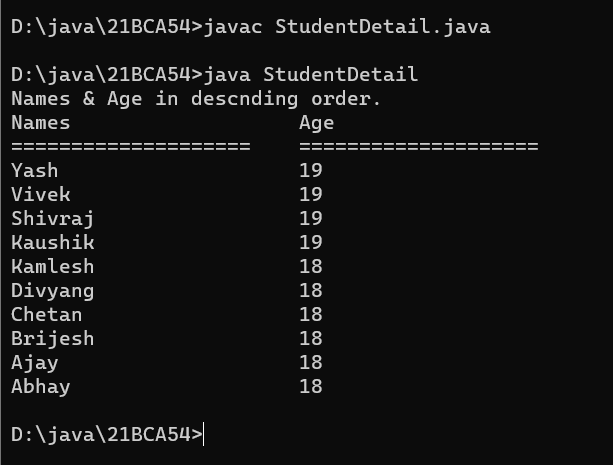 D:\java\21BCA54>javac StudentDetail.java
D:\java\21BCA54>java StudentDetail
Names & Age in descnding order.
Names Age
==================== ====================
Yash 19
Vivek 19
Shivraj 19
Kaushik 19
Kamlesh 18
Divyang 18
Chetan 18
Brijesh 18
Ajay 18
Abhay 18
D:\java\21BCA54>